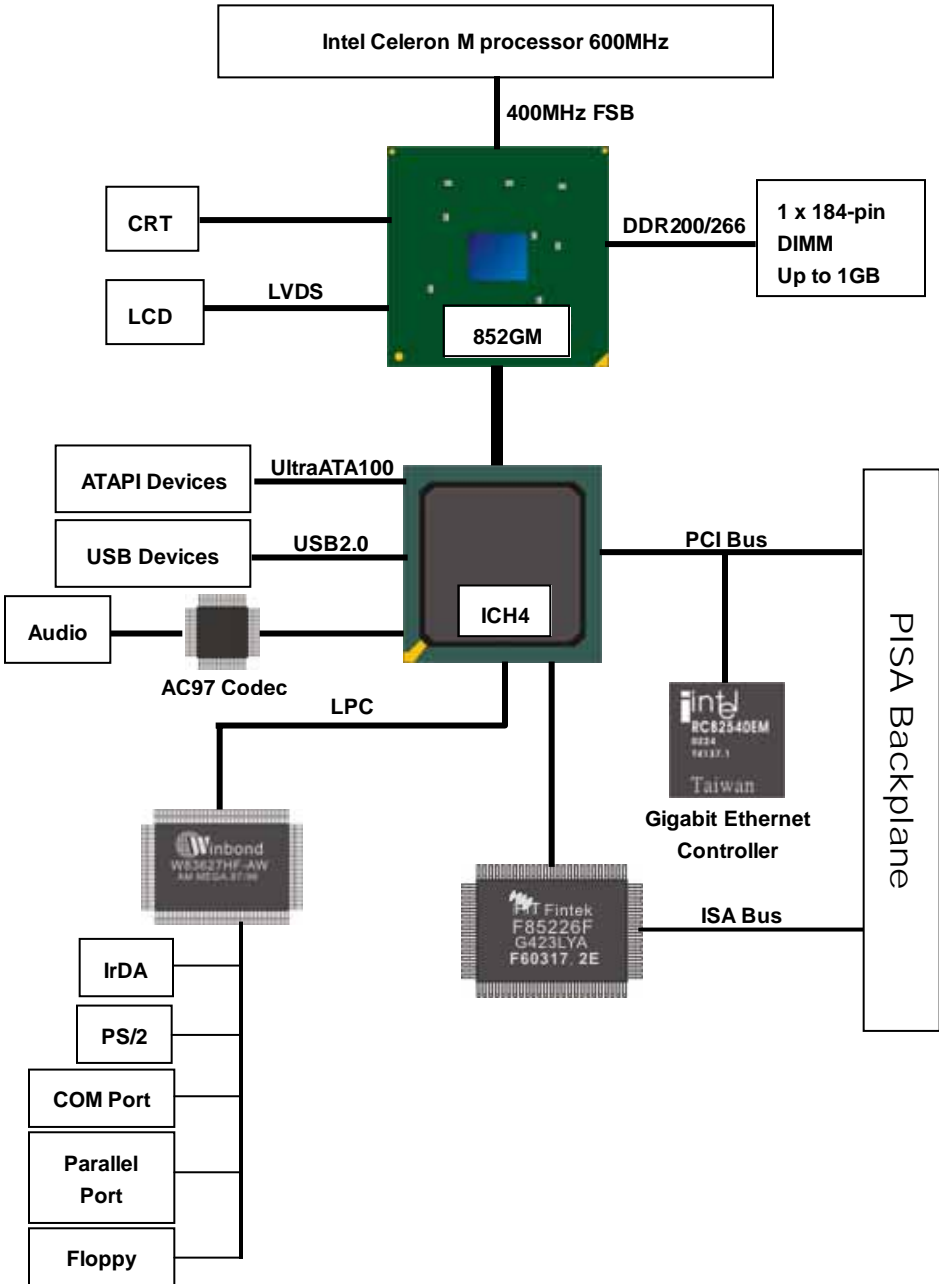 Intel Celeron M processor 600MHz
400MHz FSB
CRT
DDR200/266
1 x 184-pin
DIMM
Up to 1GB
LVDS
LCD
852GM
UltraATA100
ATAPI Devices
USB2.0
USB Devices
PCI Bus
ICH4
Audio
AC97 Codec
PISA Backplane
LPC
intel
RC82540EM
Taiwan
Gigabit Ethernet
Controller
Winbond
W83627HF-AW
Fintek
F85226F
G423LYA
F60317.2E
ISA Bus
IrDA
PS/2
COM Port
Parallel
Port
Floppy